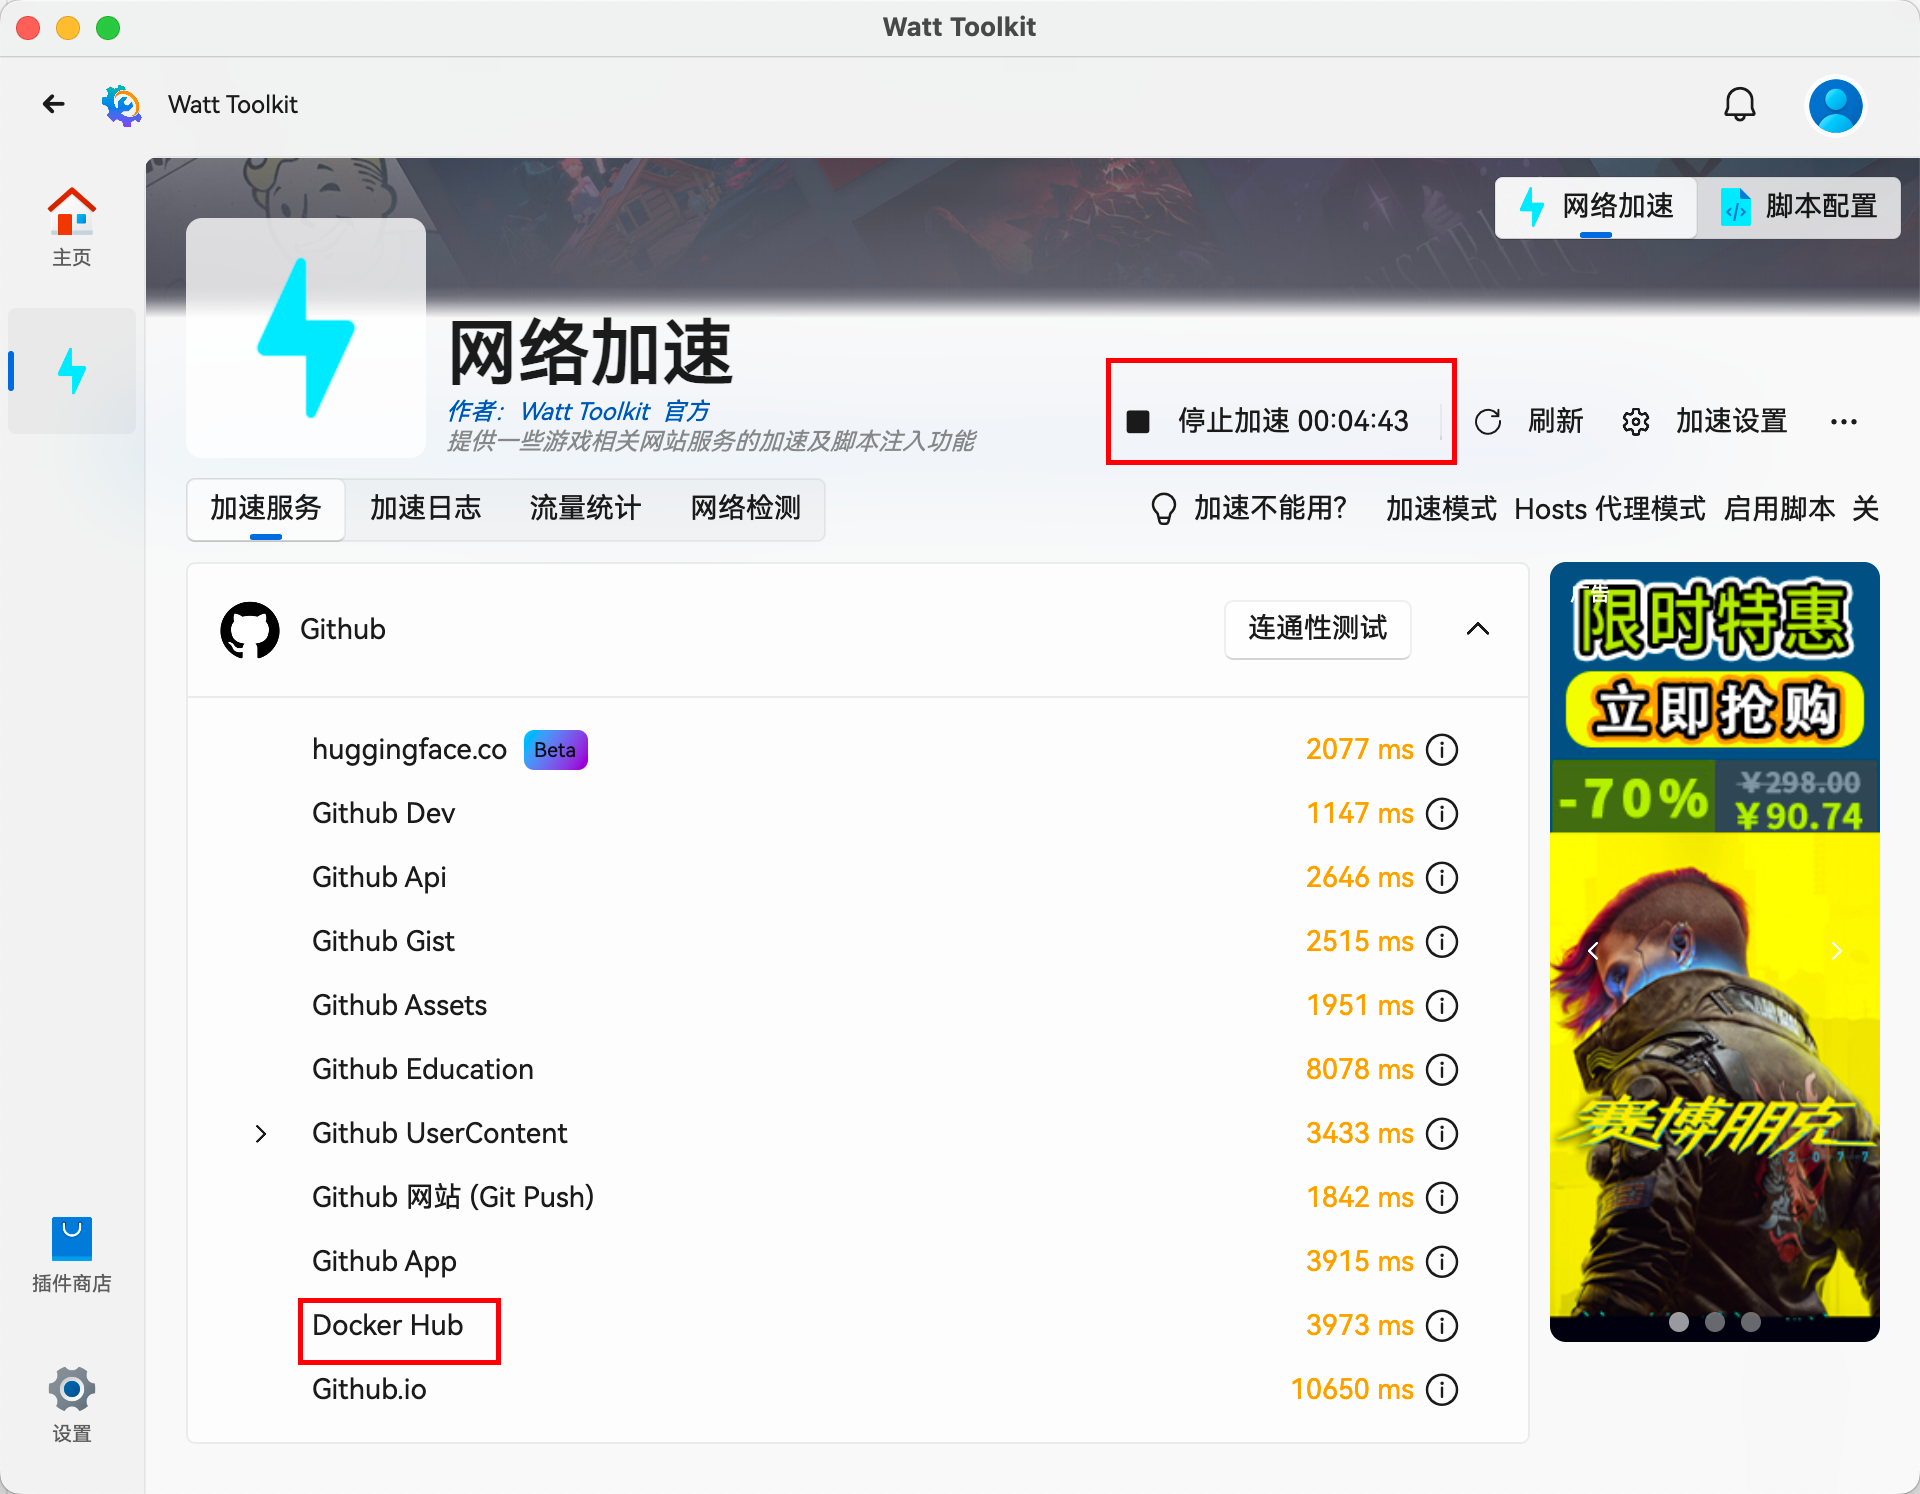 Watt Toolkit
Watt Toolkit
网络加速
脚本配置
主页
网络加速
作者： Watt Toolkit 官方
提供一些游戏相关网站服务的加速及脚本注入功能
停止加速 00:04:43
刷新
加速设置
加速服务
加速日志
流量统计
网络检测
加速不能用？
加速模式
Hosts 代理模式
启用脚本
关
Github
连通性测试
huggingface.co Beta 2077 ms
Github Dev 1147 ms
Github Api 2646 ms
Github Gist 2515 ms
Github Assets 1951 ms
Github Education 8078 ms
Github UserContent 3433 ms
Github 网站 (Git Push) 1842 ms
Github App 3915 ms
Docker Hub 3973 ms
Github.io 10650 ms
广告
限时特惠
立即抢购
-70%
¥298.00
¥90.74
赛博朋克
2077
插件商店
设置